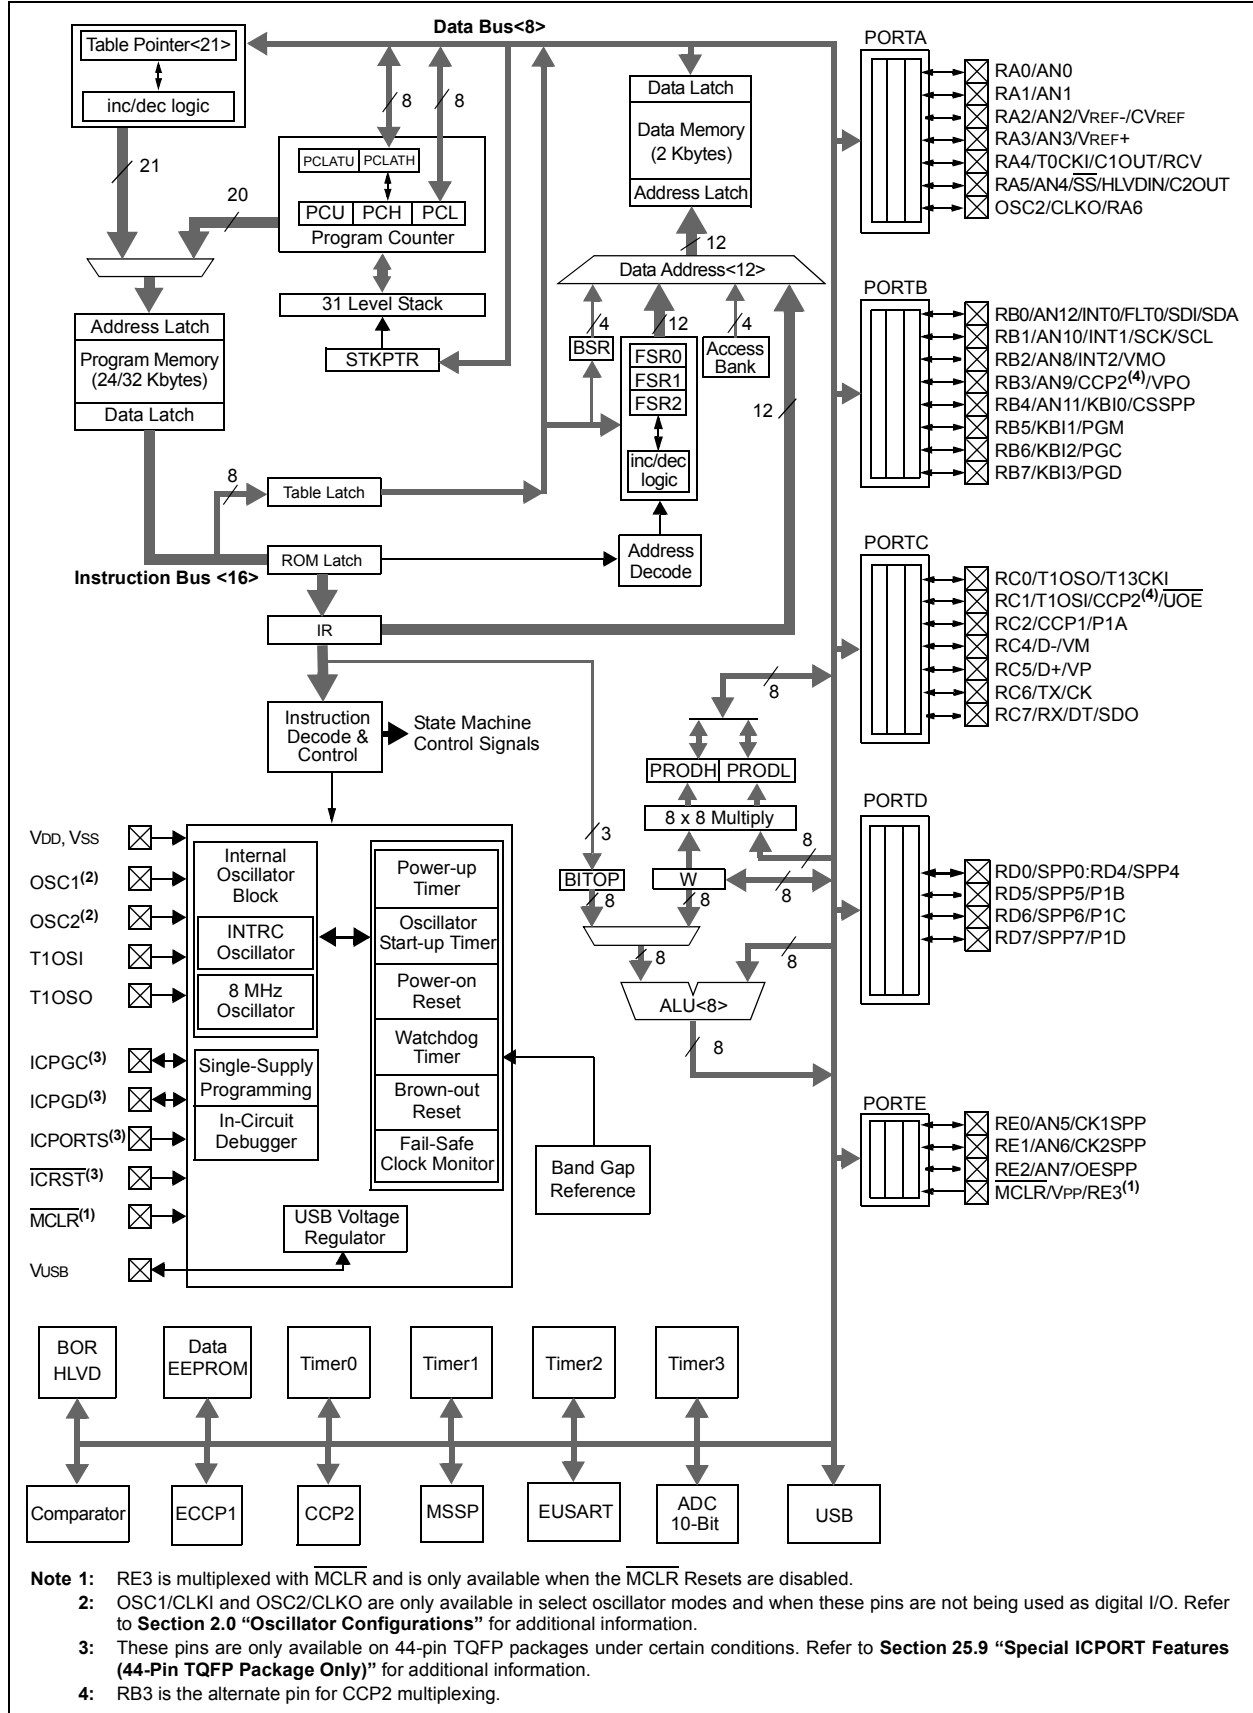 Data Bus<8>
Table Pointer<21>
inc/dec logic
21
20
8
8
PCLATU
PCLATH
PCU
PCH
PCL
Program Counter
31 Level Stack
STKPTR
Address Latch
Program Memory
(24/32 Kbytes)
Data Latch
8
Table Latch
ROM Latch
Instruction Bus <16>
IR
Data Latch
Data Memory
(2 Kbytes)
Address Latch
12
Data Address<12>
4
12
4
BSR
FSR0
FSR1
FSR2
inc/dec
logic
Access
Bank
12
Address
Decode
Instruction
Decode &
Control
State Machine
Control Signals
8
PRODH
PRODL
8 x 8 Multiply
3
8
BITOP
W
8
8
8
8
8
ALU<8>
8
VDD, VSS
OSC1(2)
OSC2(2)
T1OSI
T1OSO
ICPGC(3)
ICPGD(3)
ICPORTS(3)
ICRST(3)
MCLR(1)
VUSB
Internal
Oscillator
Block
INTRC
Oscillator
8 MHz
Oscillator
Single-Supply
Programming
In-Circuit
Debugger
Power-up
Timer
Oscillator
Start-up Timer
Power-on
Reset
Watchdog
Timer
Brown-out
Reset
Fail-Safe
Clock Monitor
USB Voltage
Regulator
Band Gap
Reference
PORTA
RA0/AN0
RA1/AN1
RA2/AN2/VREF-/CVREF
RA3/AN3/VREF+
RA4/T0CKI/C1OUT/RCV
RA5/AN4/SS/HLVDIN/C2OUT
OSC2/CLKO/RA6
PORTB
RB0/AN12/INT0/FLT0/SDI/SDA
RB1/AN10/INT1/SCK/SCL
RB2/AN8/INT2/VMO
RB3/AN9/CCP2(4)/VPO
RB4/AN11/KBI0/CSSPP
RB5/KBI1/PGM
RB6/KBI2/PGC
RB7/KBI3/PGD
PORTC
RC0/T1OSO/T13CKI
RC1/T1OSI/CCP2(4)/UOE
RC2/CCP1/P1A
RC4/D-/VM
RC5/D+/VP
RC6/TX/CK
RC7/RX/DT/SDO
PORTD
RD0/SPP0:RD4/SPP4
RD5/SPP5/P1B
RD6/SPP6/P1C
RD7/SPP7/P1D
PORTE
RE0/AN5/CK1SPP
RE1/AN6/CK2SPP
RE2/AN7/OESPP
MCLR/VPP/RE3(1)
BOR
HLVD
Data
EEPROM
Timer0
Timer1
Timer2
Timer3
Comparator
ECCP1
CCP2
MSSP
EUSART
ADC
10-Bit
USB
Note 1: RE3 is multiplexed with MCLR and is only available when the MCLR Resets are disabled.
2: OSC1/CLKI and OSC2/CLKO are only available in select oscillator modes and when these pins are not being used as digital I/O. Refer
to Section 2.0 “Oscillator Configurations” for additional information.
3: These pins are only available on 44-pin TQFP packages under certain conditions. Refer to Section 25.9 “Special ICPORT Features
(44-Pin TQFP Package Only)” for additional information.
4: RB3 is the alternate pin for CCP2 multiplexing.